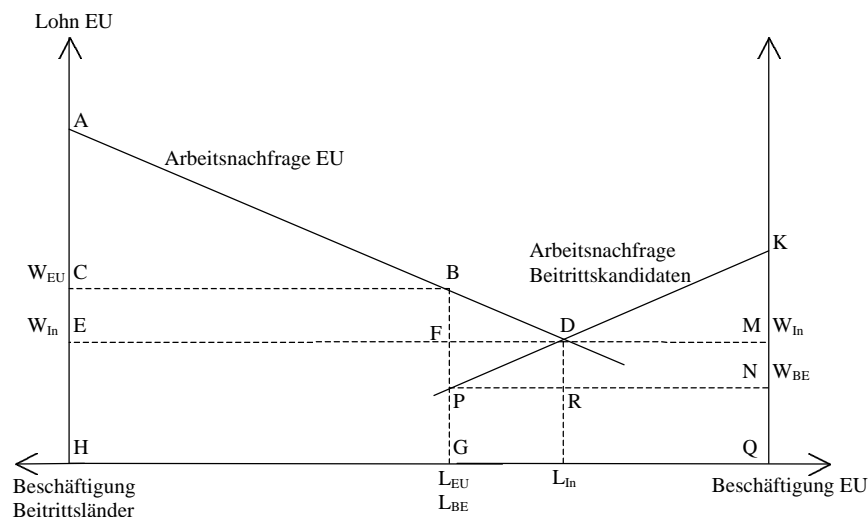 Lohn EU
A
Arbeitsnachfrage EU
Arbeitsnachfrage
Beitrittskandidaten
K
W_EU C
B
W_In E
F
D
M W_In
N W_BE
P
R
H
G
Q
Beschäftigung
Beitrittsländer
L_EU
L_BE
L_In
Beschäftigung EU